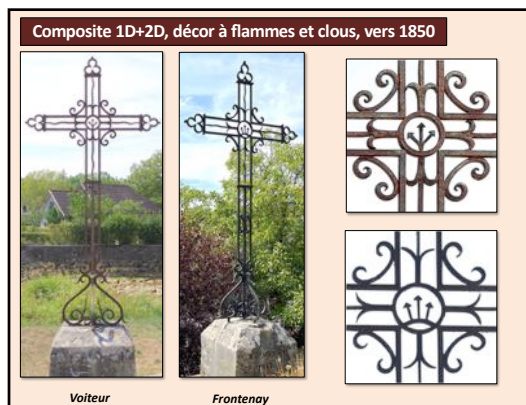 Composite 1D+2D, décor à flammes et clous, vers 1850
Voiteur
Frontenay